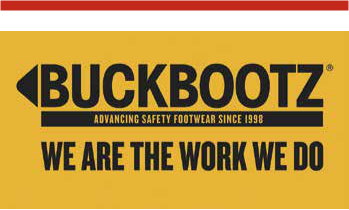 BUCKBOOTZ®
ADVANCING SAFETY FOOTWEAR SINCE 1998
WE ARE THE WORK WE DO